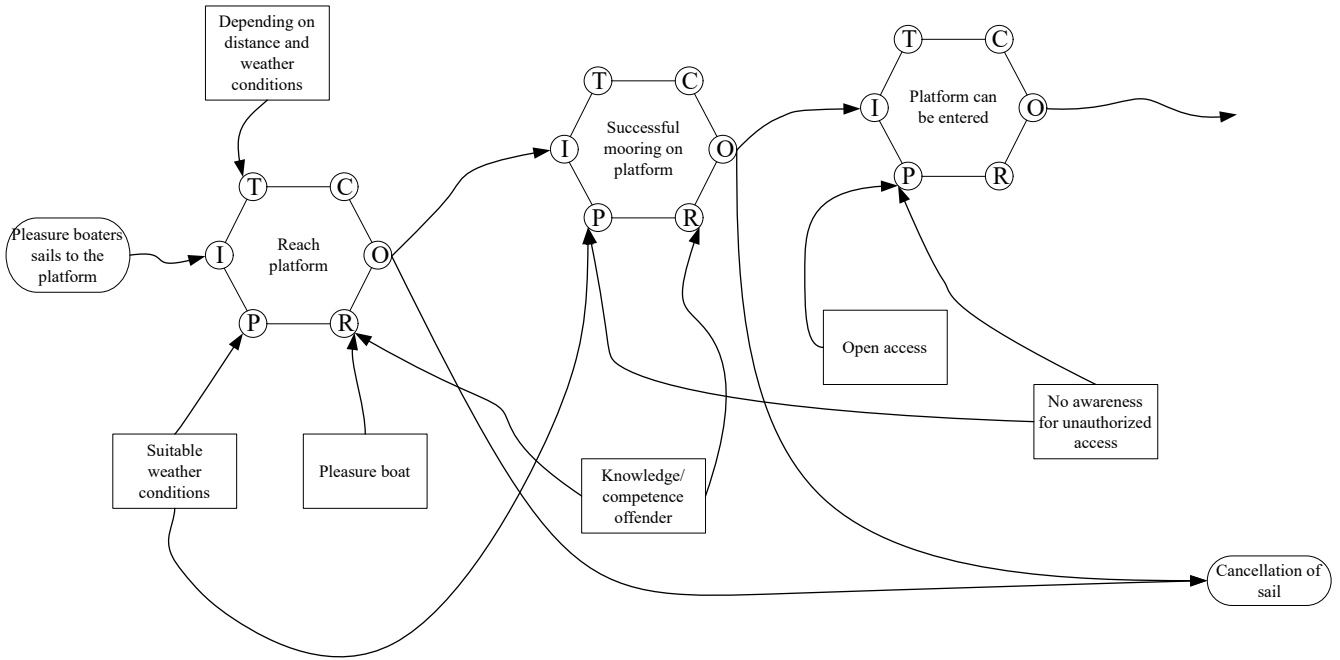 Depending on
distance and
weather
conditions
T
C
I
O
P
R
Reach
platform
Pleasure boaters
sails to the
platform
T
C
I
O
P
R
Successful
mooring on
platform
T
C
I
O
P
R
Platform can
be entered
Open access
No awareness
for unauthorized
access
Suitable
weather
conditions
Pleasure boat
Knowledge/
competence
offender
Cancellation of
sail